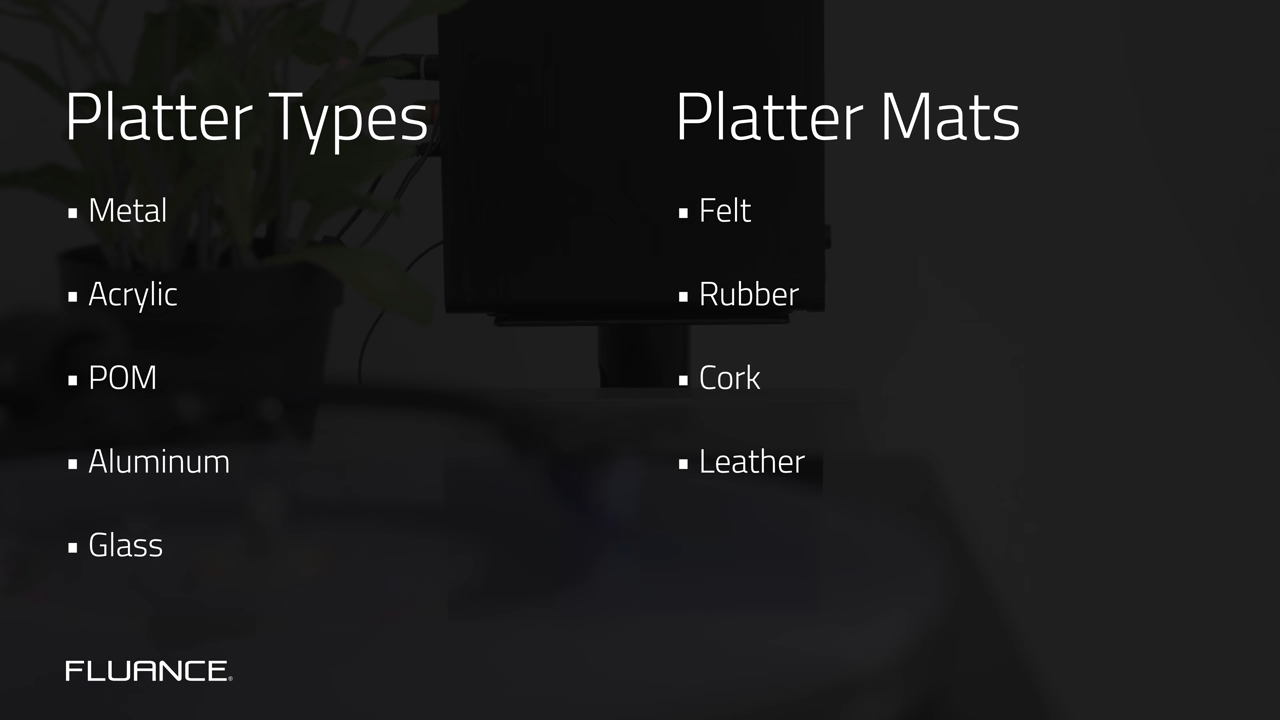 Platter Types
▪ Metal
▪ Acrylic
▪ POM
▪ Aluminum
▪ Glass
Platter Mats
▪ Felt
▪ Rubber
▪ Cork
▪ Leather
FLUANCE®